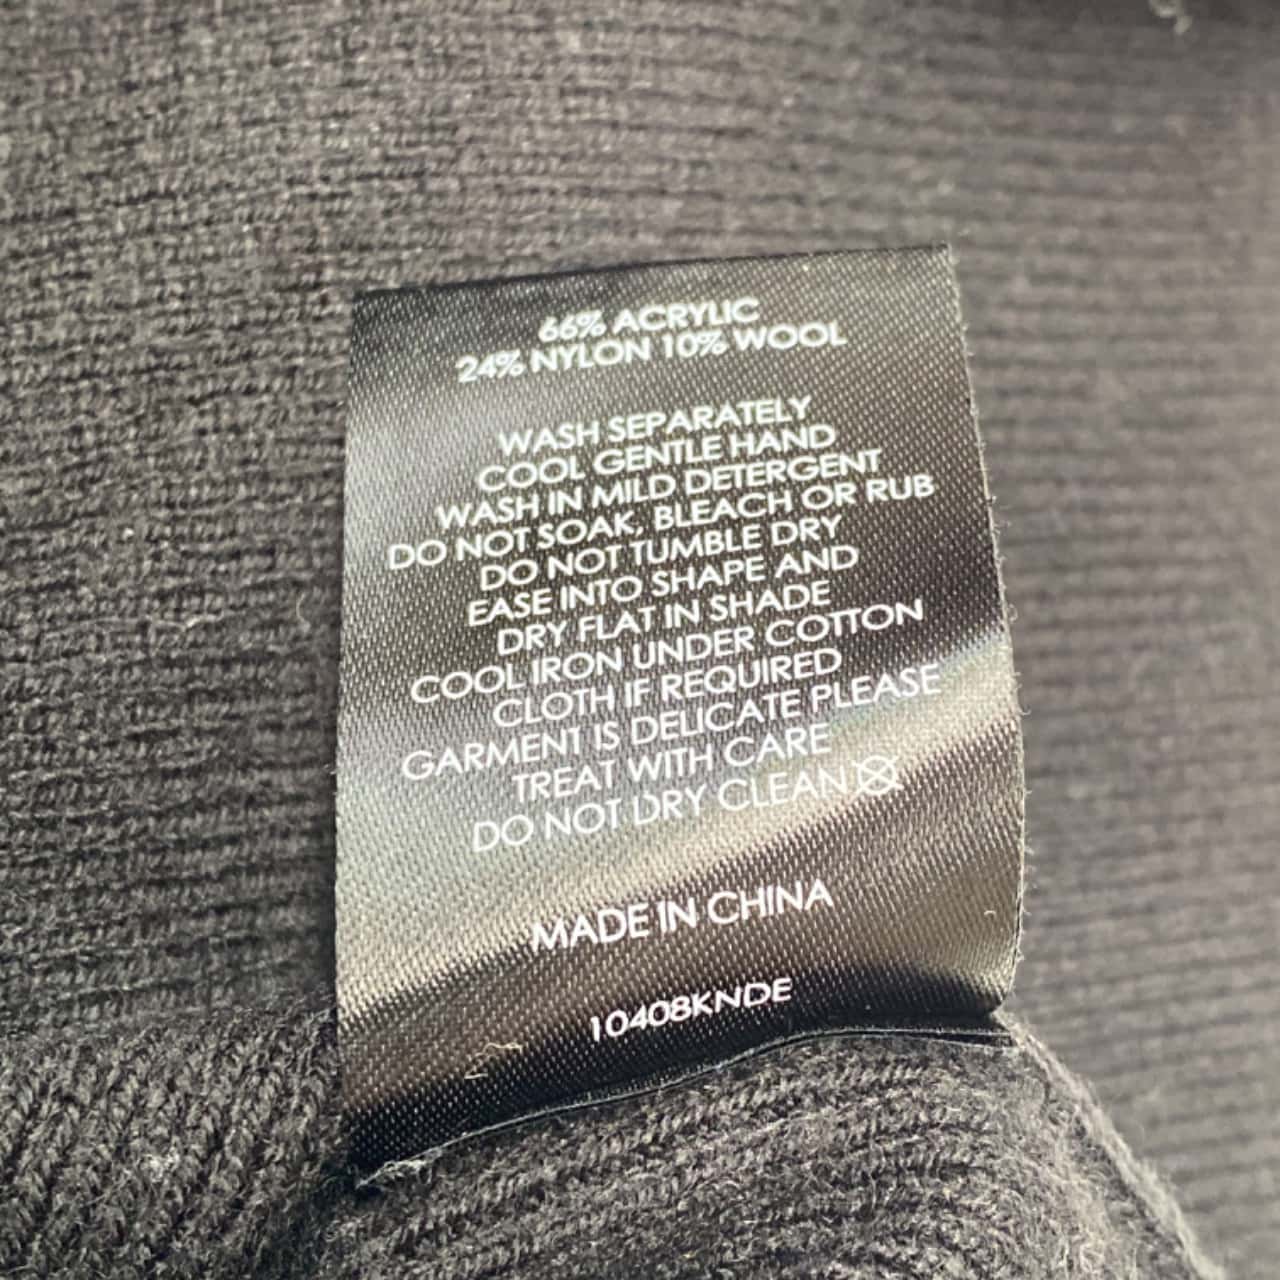 66% ACRYLIC
24% NYLON 10% WOOL
WASH SEPARATELY
COOL GENTLE HAND
WASH IN MILD DETERGENT
DO NOT SOAK, BLEACH OR RUB
DO NOT TUMBLE DRY
EASE INTO SHAPE AND
DRY FLAT IN SHADE
COOL IRON UNDER COTTON
CLOTH IF REQUIRED
GARMENT IS DELICATE PLEASE
TREAT WITH CARE
DO NOT DRY CLEAN
MADE IN CHINA
10408KNDE